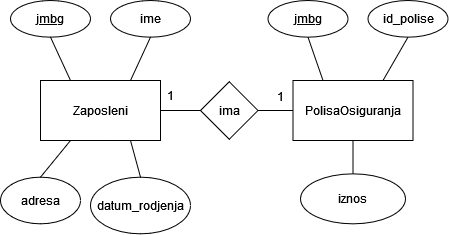 jmbg
ime
jmbg
id_polise
Zaposleni
1
ima
1
PolisaOsiguranja
adresa
datum_rodjenja
iznos